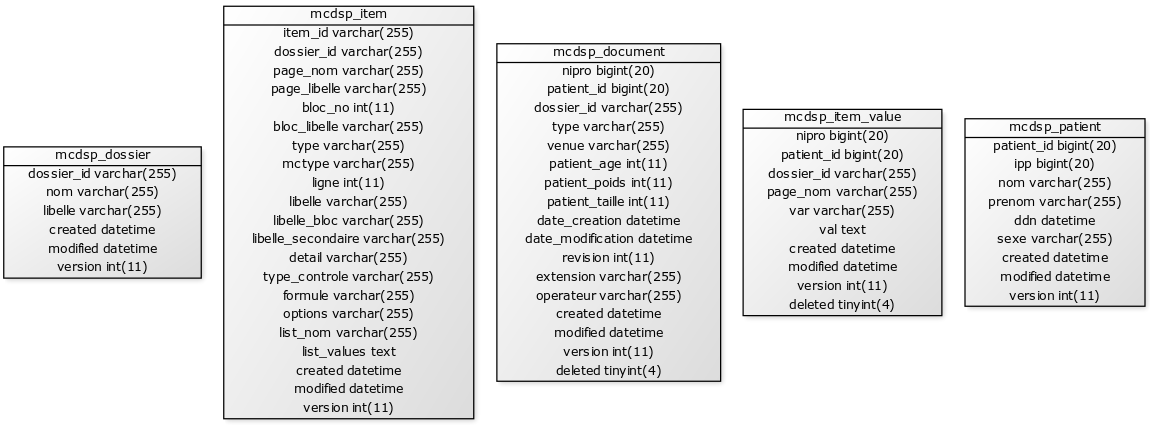 mcdsp_dossier
dossier_id varchar(255)
nom varchar(255)
libelle varchar(255)
created datetime
modified datetime
version int(11)
mcdsp_item
item_id varchar(255)
dossier_id varchar(255)
page_nom varchar(255)
page_libelle varchar(255)
bloc_no int(11)
bloc_libelle varchar(255)
type varchar(255)
mctype varchar(255)
ligne int(11)
libelle varchar(255)
libelle_bloc varchar(255)
libelle_secondaire varchar(255)
detail varchar(255)
type_controle varchar(255)
formule varchar(255)
options varchar(255)
list_nom varchar(255)
list_values text
created datetime
modified datetime
version int(11)
mcdsp_document
nipro bigint(20)
patient_id bigint(20)
dossier_id varchar(255)
type varchar(255)
venue varchar(255)
patient_age int(11)
patient_poids int(11)
patient_taille int(11)
date_creation datetime
date_modification datetime
revision int(11)
extension varchar(255)
operateur varchar(255)
created datetime
modified datetime
version int(11)
deleted tinyint(4)
mcdsp_item_value
nipro bigint(20)
patient_id bigint(20)
dossier_id varchar(255)
page_nom varchar(255)
var varchar(255)
val text
created datetime
modified datetime
version int(11)
deleted tinyint(4)
mcdsp_patient
patient_id bigint(20)
ipp bigint(20)
nom varchar(255)
prenom varchar(255)
ddn datetime
sexe varchar(255)
created datetime
modified datetime
version int(11)